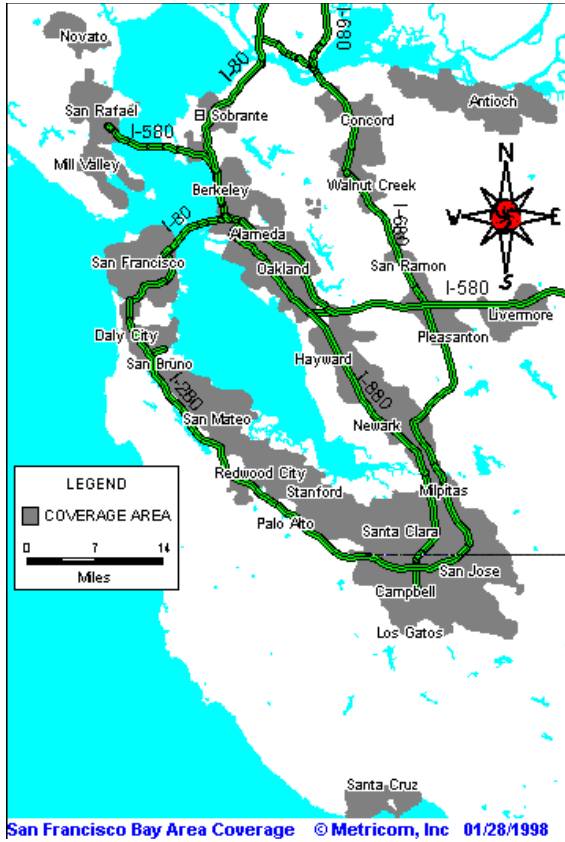 Novato
I-80
I-680
San Rafael
El Sobrante
Antioch
I-580
Concord
Mill Valley
Berkeley
Walnut Creek
N
W
E
S
I-80
Alameda
I-680
San Francisco
Oakland
San Ramon
I-580
Livermore
Daly City
Hayward
Pleasanton
San Bruno
I-280
I-880
San Mateo
Newark
Redwood City
Stanford
Milpitas
LEGEND
COVERAGE AREA
0 7 14
Miles
Palo Alto
Santa Clara
San Jose
Campbell
Los Gatos
Santa Cruz
San Francisco Bay Area Coverage © Metricom, Inc 01/28/1998